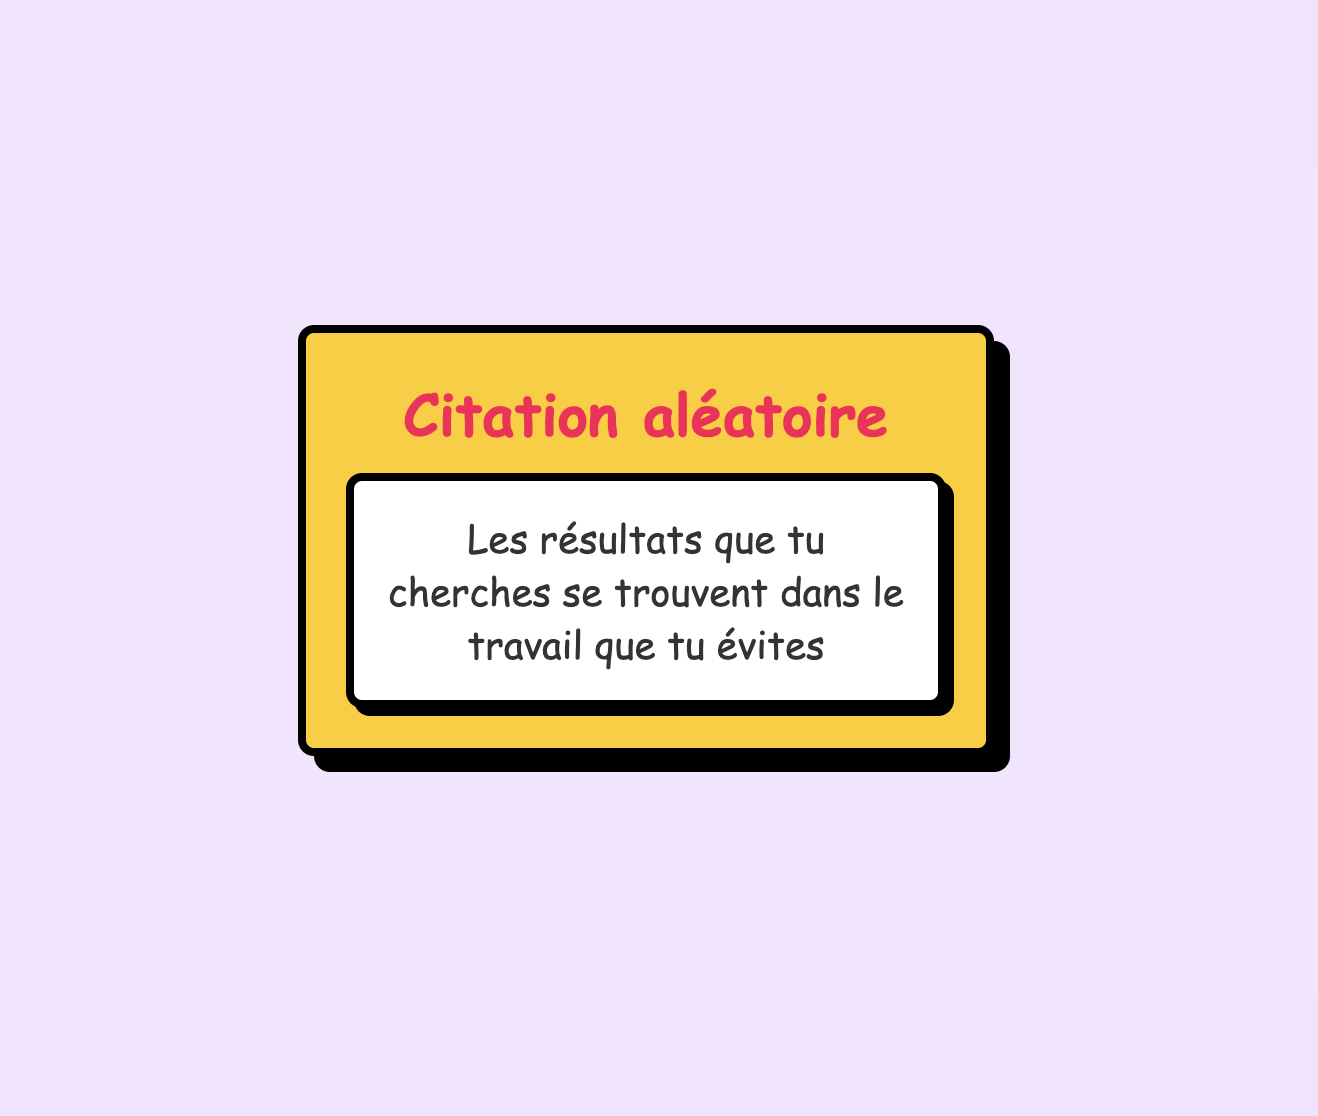 Citation aléatoire
Les résultats que tu
cherches se trouvent dans le
travail que tu évites